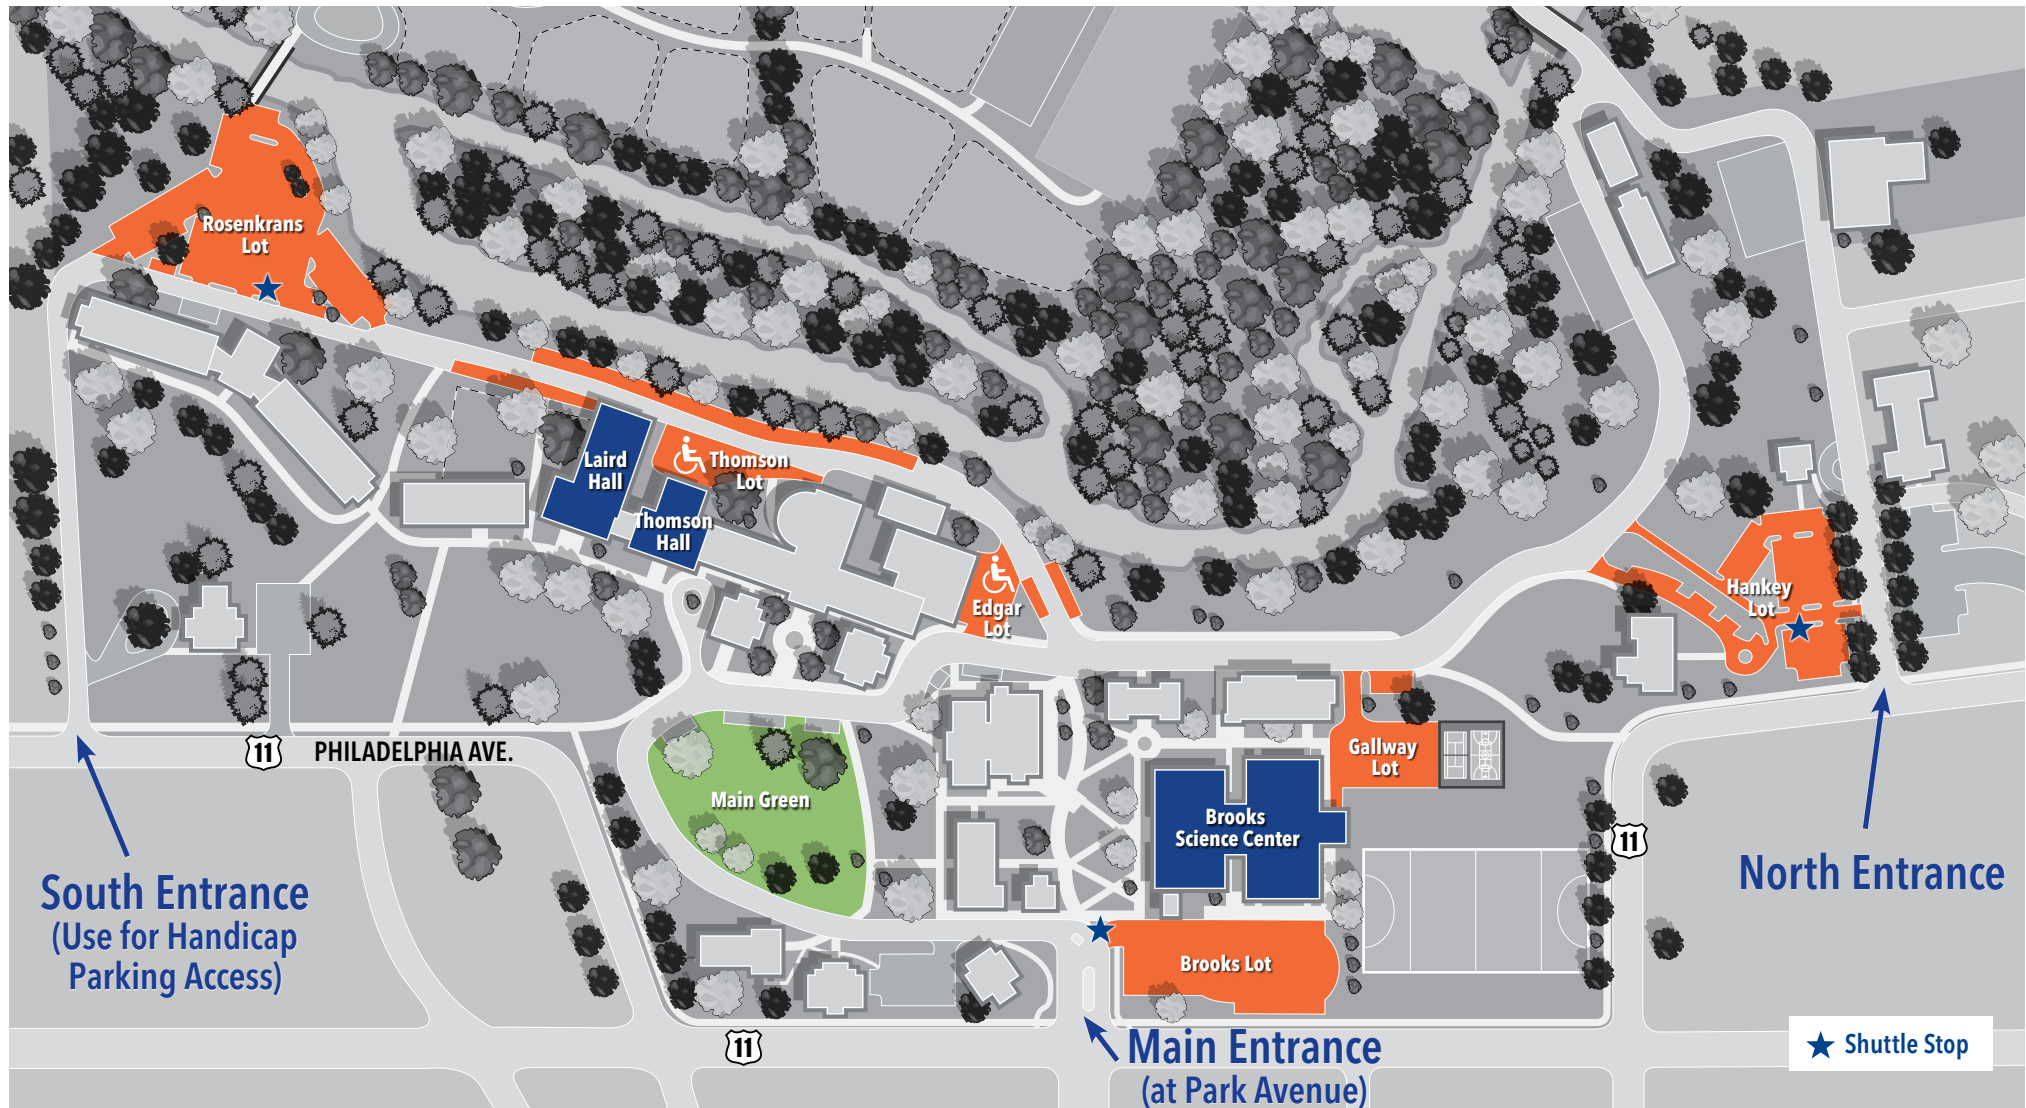 Rosenkrans
Lot
Laird
Hall
Thomson
Lot
Thomson
Hall
Edgar
Lot
Hankey
Lot
11
PHILADELPHIA AVE.
Main Green
Gallway
Lot
Brooks
Science Center
11
South Entrance
(Use for Handicap
Parking Access)
North Entrance
Brooks Lot
11
Main Entrance
(at Park Avenue)
Shuttle Stop